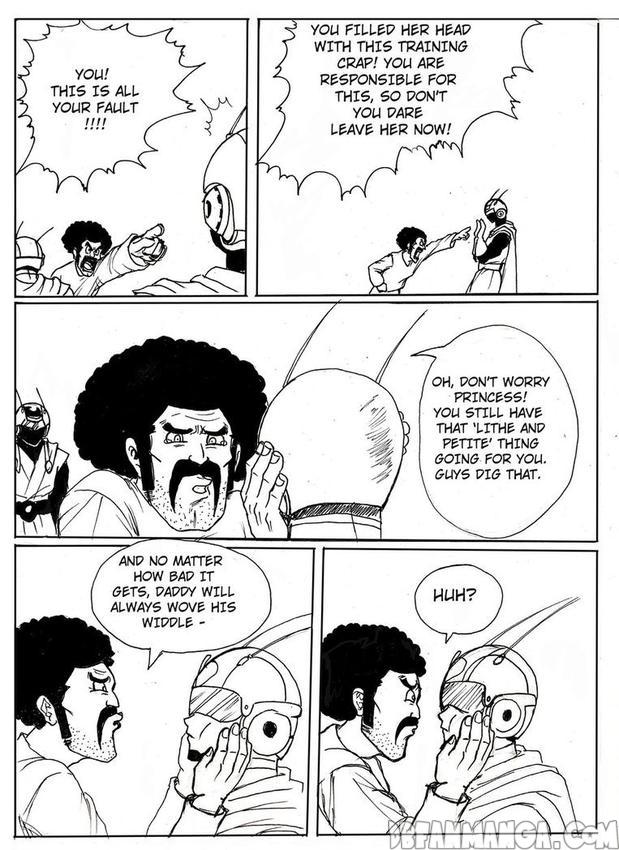 YOU!
THIS IS ALL
YOUR FAULT
!!!!
YOU FILLED HER HEAD
WITH THIS TRAINING
CRAP! YOU ARE
RESPONSIBLE FOR
THIS, SO DON'T
YOU DARE
LEAVE HER NOW!
OH, DON'T WORRY
PRINCESS!
YOU STILL HAVE
THAT 'LITHE AND
PETITE' THING
GOING FOR YOU.
GUYS DIG THAT.
AND NO MATTER
HOW BAD IT
GETS, DADDY WILL
ALWAYS WOVE HIS
WIDDLE -
HUH?
DBFANMANGA.COM